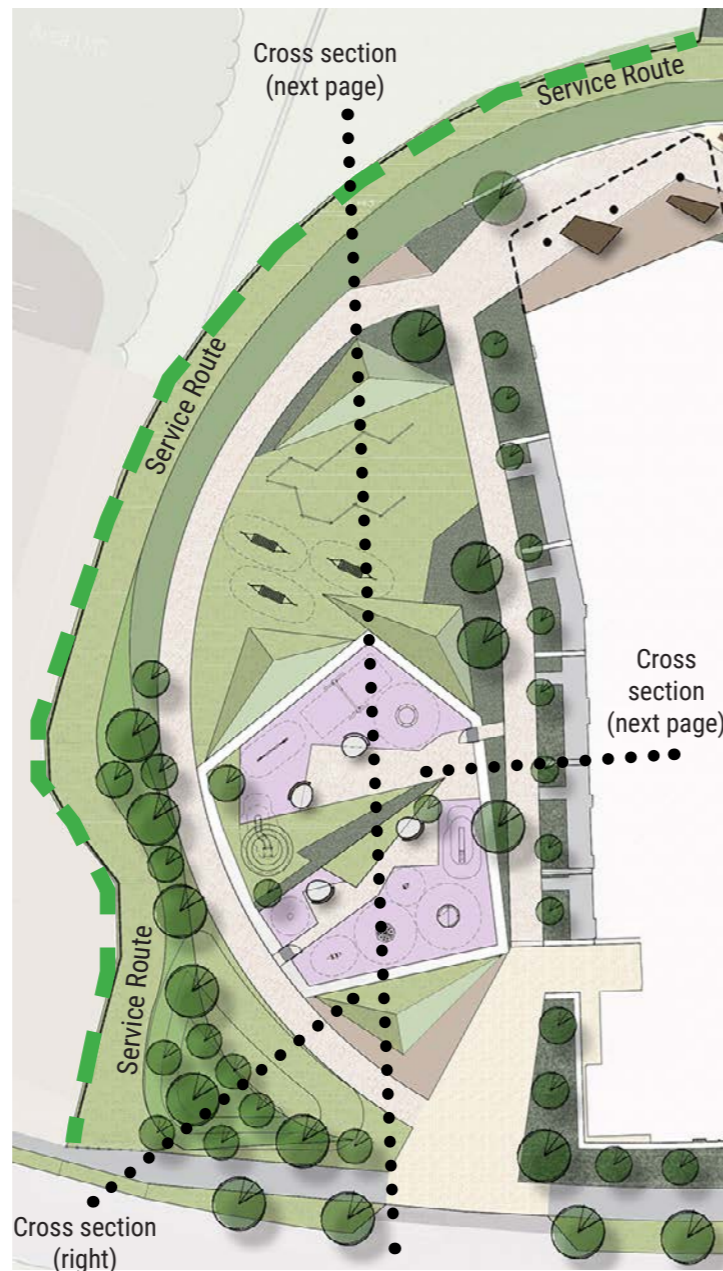 Cross section
(next page)
Service Route
Service Route
Cross
section
(next page)
Service Route
Cross section
(right)